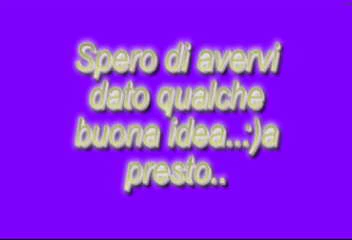 Spero di avervi
dato qualche
buona idea...:)a
presto..